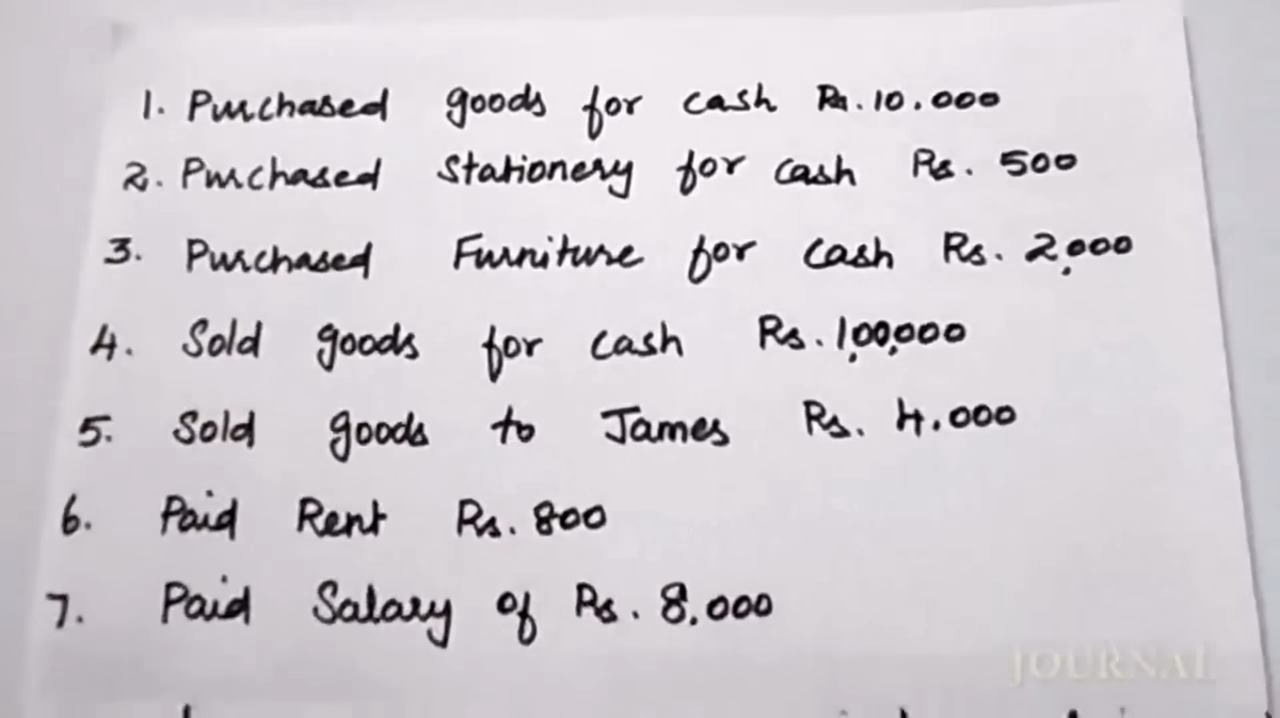 1. Purchased goods for cash Rs. 10.000
2. Purchased Stationery for cash Rs. 500
3. Purchased Furniture for cash Rs. 2,000
4. Sold goods for cash Rs. 1,00,000
5. Sold goods to James Rs. 4.000
6. Paid Rent Rs. 800
7. Paid Salary of Rs. 8.000
JOURNAL